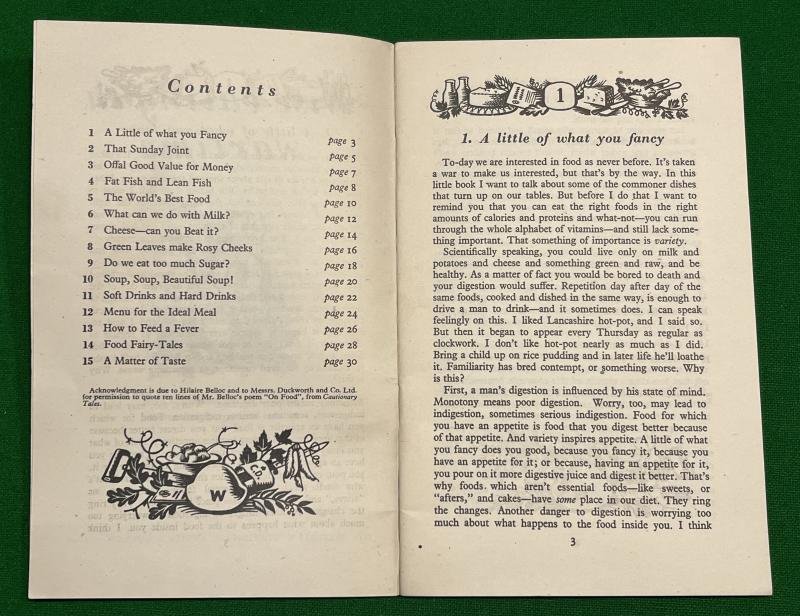 Contents
1 A Little of what you Fancy page 3
2 That Sunday Joint page 5
3 Offal Good Value for Money page 7
4 Fat Fish and Lean Fish page 8
5 The World's Best Food page 10
6 What can we do with Milk? page 12
7 Cheese—can you Beat it? page 14
8 Green Leaves make Rosy Cheeks page 16
9 Do we eat too much Sugar? page 18
10 Soup, Soup, Beautiful Soup! page 20
11 Soft Drinks and Hard Drinks page 22
12 Menu for the Ideal Meal page 24
13 How to Feed a Fever page 26
14 Food Fairy-Tales page 28
15 A Matter of Taste page 30
Acknowledgment is due to Hilaire Belloc and to Messrs. Duckworth and Co. Ltd.
for permission to quote ten lines of Mr. Belloc's poem "On Food", from Cautionary
Tales.
W
1
1. A little of what you fancy
To-day we are interested in food as never before. It's taken
a war to make us interested, but that's by the way. In this
little book I want to talk about some of the commoner dishes
that turn up on our tables. But before I do that I want to
remind you that you can eat the right foods in the right
amounts of calories and proteins and what-not—you can run
through the whole alphabet of vitamins—and still lack some-
thing important. That something of importance is variety.
Scientifically speaking, you could live only on milk and
potatoes and cheese and something green and raw, and be
healthy. As a matter of fact you would be bored to death and
your digestion would suffer. Repetition day after day of the
same foods, cooked and dished in the same way, is enough to
drive a man to drink—and it sometimes does. I can speak
feelingly on this. I liked Lancashire hot-pot, and I said so.
But then it began to appear every Thursday as regular as
clockwork. I don't like hot-pot nearly as much as I did.
Bring a child up on rice pudding and in later life he'll loathe
it. Familiarity has bred contempt, or something worse. Why
is this?
First, a man's digestion is influenced by his state of mind.
Monotony means poor digestion. Worry, too, may lead to
indigestion, sometimes serious indigestion. Food for which
you have an appetite is food that you digest better because
of that appetite. And variety inspires appetite. A little of what
you fancy does you good, because you fancy it, because you
have an appetite for it; or because, having an appetite for it,
you pour on it more digestive juice and digest it better. That's
why foods which aren't essential foods—like sweets, or
"afters," and cakes—have some place in our diet. They ring
the changes. Another danger to digestion is worrying too
much about what happens to the food inside you. I think
3